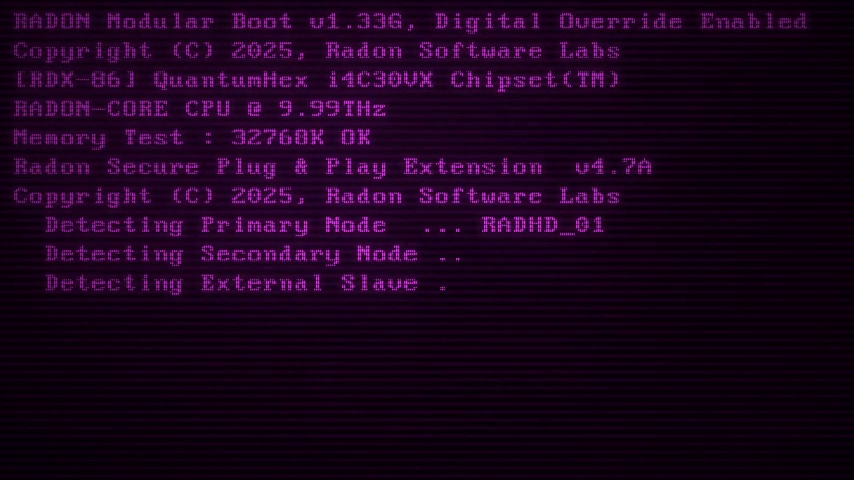 RADON Modular Boot v1.33G, Digital Override Enabled
Copyright (C) 2025, Radon Software Labs
[RDX-86] QuantumHex i4C30VX Chipset(TM)
RADON-CORE CPU @ 9.99THz
Memory Test : 32768K OK
Radon Secure Plug & Play Extension  v4.7A
Copyright (C) 2025, Radon Software Labs
Detecting Primary Node  ... RADHD_01
Detecting Secondary Node ..
Detecting External Slave .